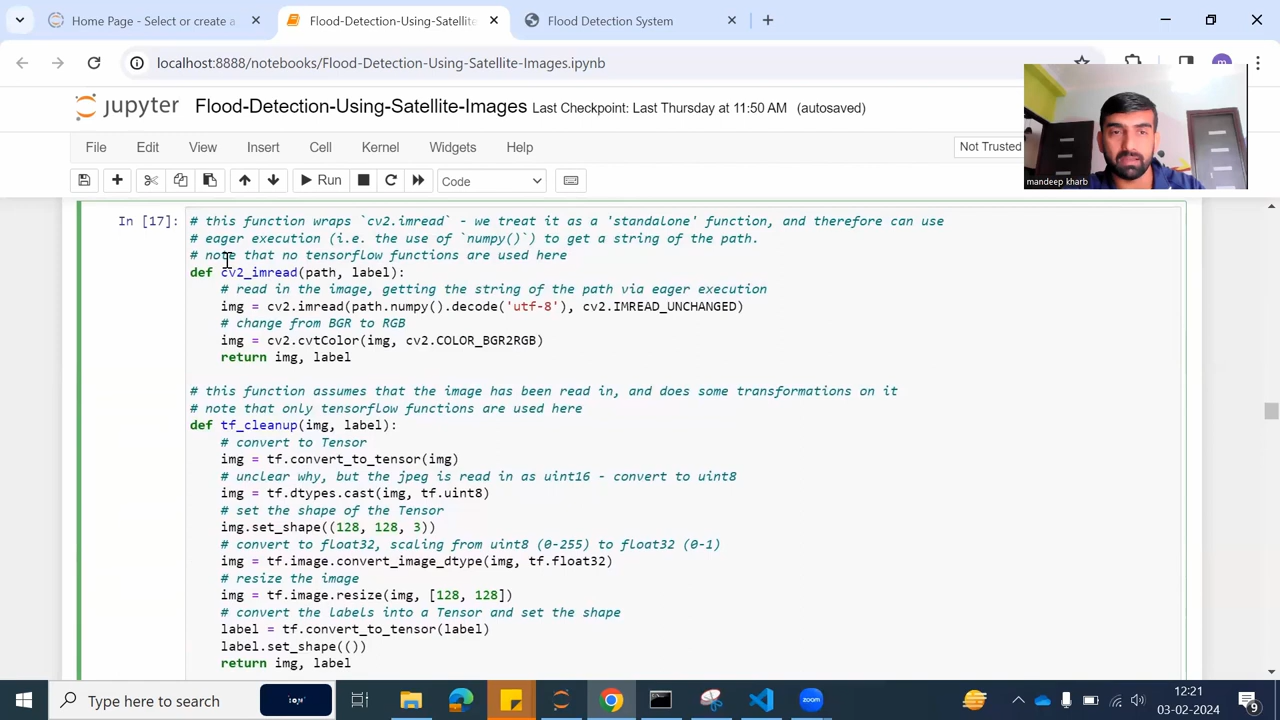 Home Page - Select or create a
Flood-Detection-Using-Satellite
Flood Detection System
localhost:8888/notebooks/Flood-Detection-Using-Satellite-Images.ipynb
jupyter Flood-Detection-Using-Satellite-Images Last Checkpoint: Last Thursday at 11:50 AM (autosaved)
File Edit View Insert Cell Kernel Widgets Help Not Trusted
mandeep kharb
Run Code
In [17]: # this function wraps `cv2.imread` - we treat it as a 'standalone' function, and therefore can use
# eager execution (i.e. the use of `numpy()`) to get a string of the path.
# note that no tensorflow functions are used here
def cv2_imread(path, label):
# read in the image, getting the string of the path via eager execution
img = cv2.imread(path.numpy().decode('utf-8'), cv2.IMREAD_UNCHANGED)
# change from BGR to RGB
img = cv2.cvtColor(img, cv2.COLOR_BGR2RGB)
return img, label
# this function assumes that the image has been read in, and does some transformations on it
# note that only tensorflow functions are used here
def tf_cleanup(img, label):
# convert to Tensor
img = tf.convert_to_tensor(img)
# unclear why, but the jpeg is read in as uint16 - convert to uint8
img = tf.dtypes.cast(img, tf.uint8)
# set the shape of the Tensor
img.set_shape((128, 128, 3))
# convert to float32, scaling from uint8 (0-255) to float32 (0-1)
img = tf.image.convert_image_dtype(img, tf.float32)
# resize the image
img = tf.image.resize(img, [128, 128])
# convert the labels into a Tensor and set the shape
label = tf.convert_to_tensor(label)
label.set_shape(())
return img, label
Type here to search
12:21
03-02-2024
9